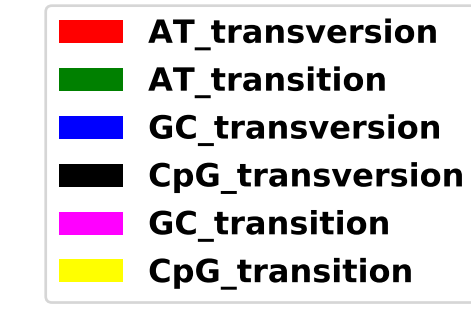 AT_transversion
AT_transition
GC_transversion
CpG_transversion
GC_transition
CpG_transition